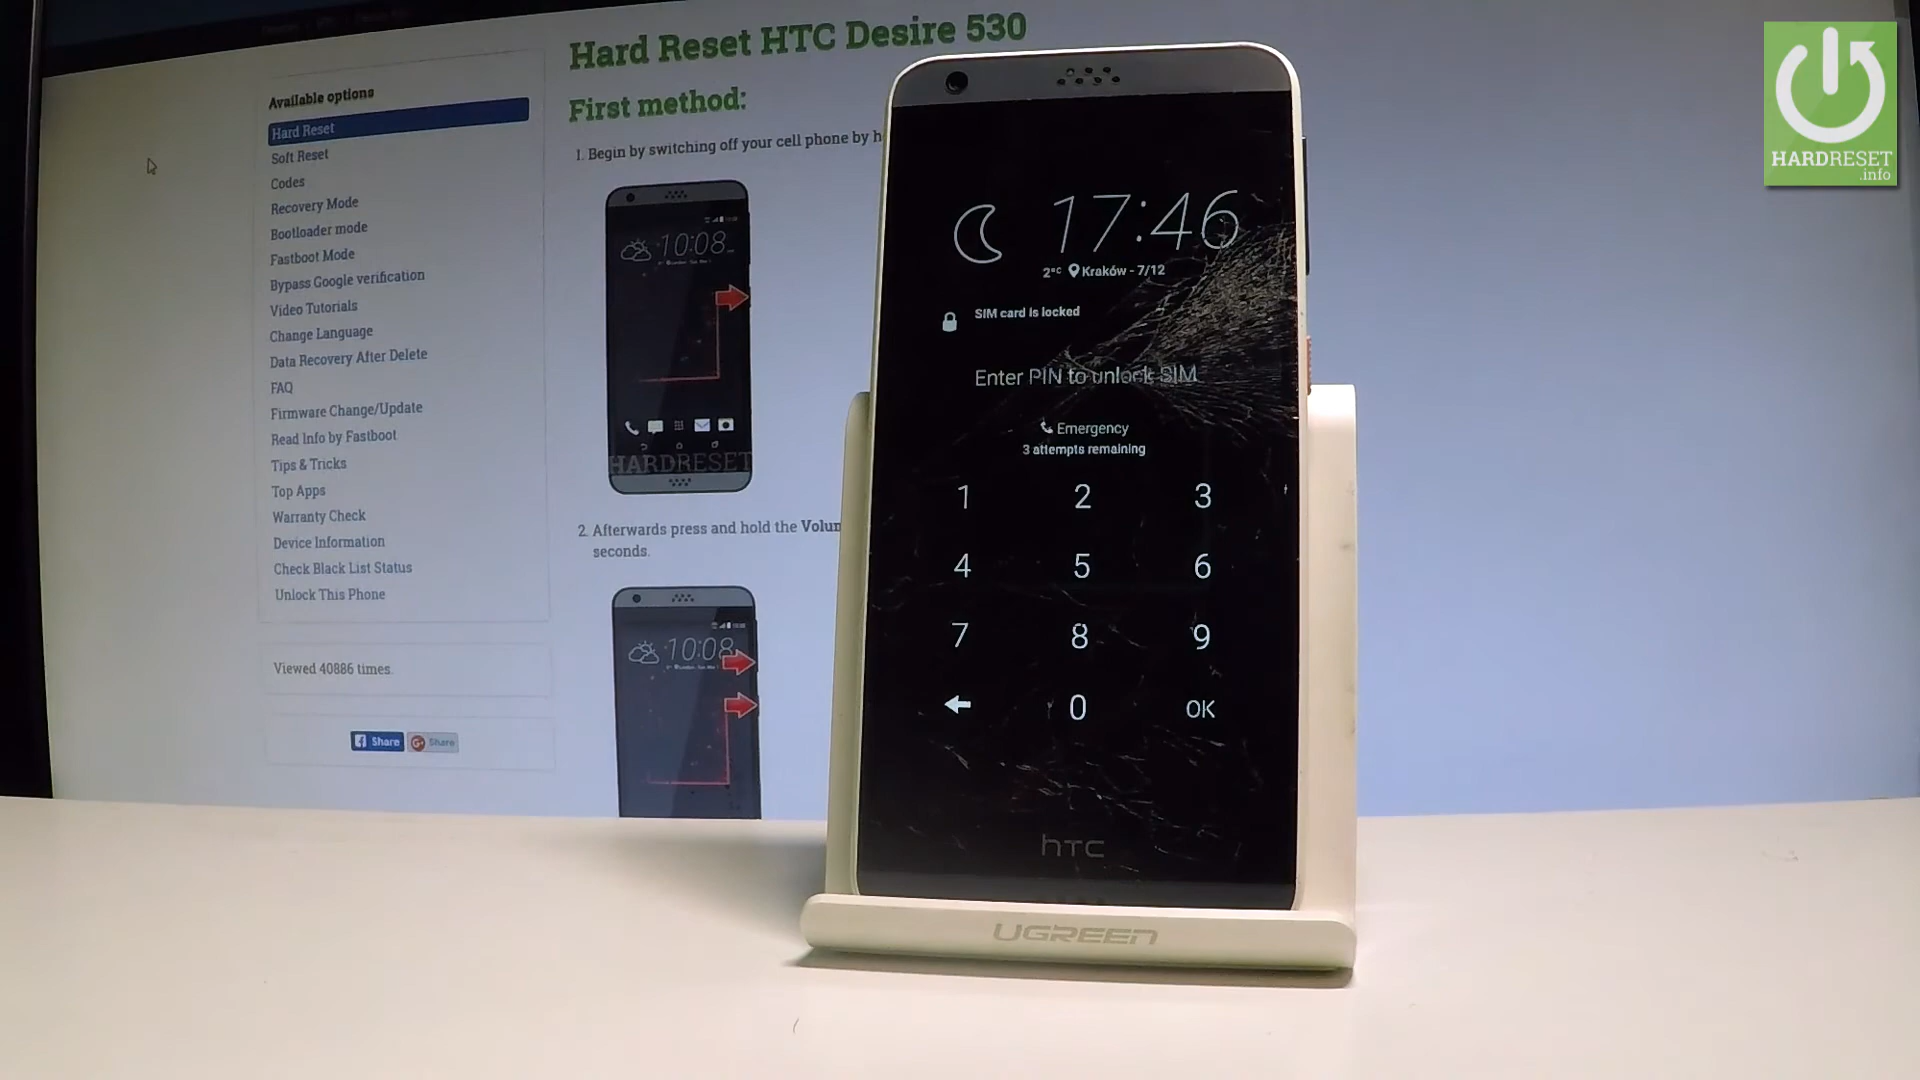 Hard Reset HTC Desire 530
First method:
1. Begin by switching off your cell phone by h
10:08
HARDRESET
2. Afterwards press and hold the Volum
seconds.
10:08
Available options
Hard Reset
Soft Reset
Codes
Recovery Mode
Bootloader mode
Fastboot Mode
Bypass Google verification
Video Tutorials
Change Language
Data Recovery After Delete
FAQ
Firmware Change/Update
Read Info by Fastboot
Tips & Tricks
Top Apps
Warranty Check
Device Information
Check Black List Status
Unlock This Phone
Viewed 40886 times.
Share
Share
17:46
2°C Kraków - 7/12
SIM card is locked
Enter PIN to unlock SIM
Emergency
3 attempts remaining
1 2 3
4 5 6
7 8 9
0 OK
hTC
UGREEN
HARDRESET
.info